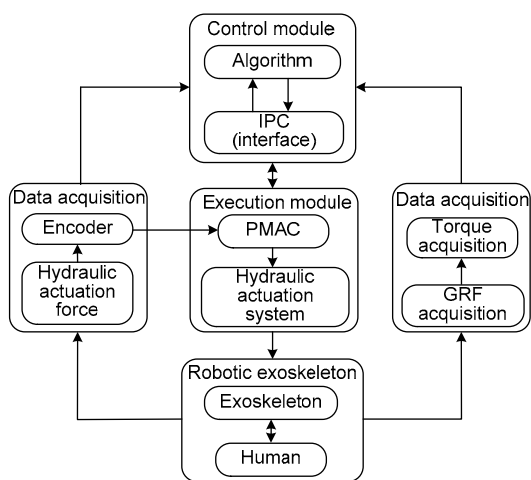 Control module
Algorithm
IPC
(interface)
Data acquisition
Encoder
Hydraulic
actuation
force
Execution module
PMAC
Hydraulic
actuation
system
Data acquisition
Torque
acquisition
GRF
acquisition
Robotic exoskeleton
Exoskeleton
Human